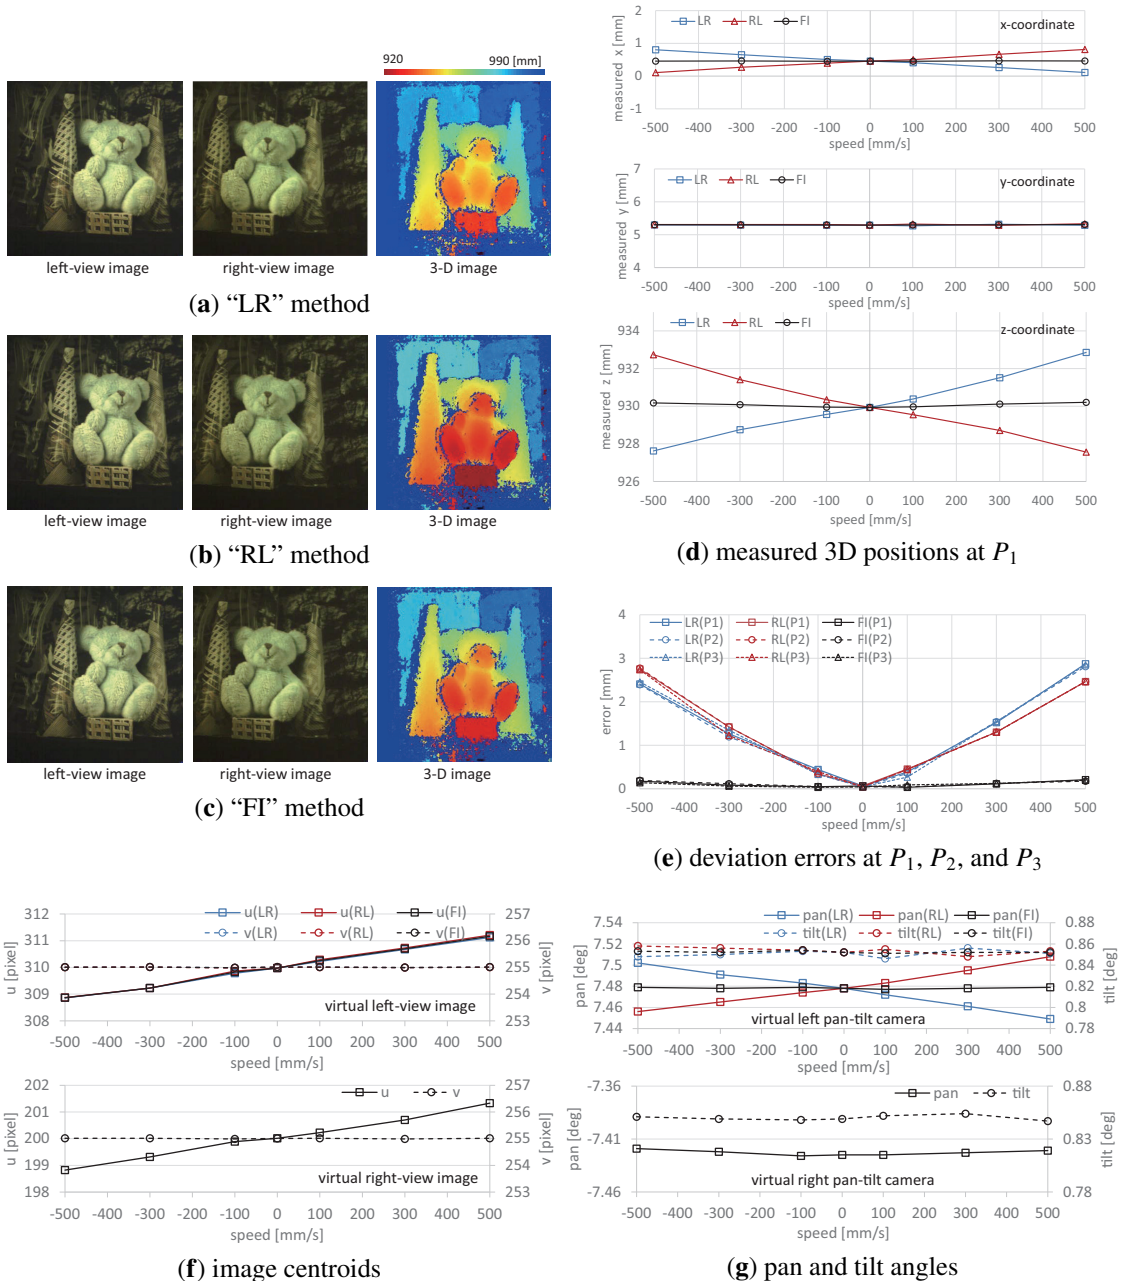 920
990 [mm]
left-view image
right-view image
3-D image
(a) “LR” method
left-view image
right-view image
3-D image
(b) “RL” method
left-view image
right-view image
3-D image
(c) “FI” method
LR RL FI
x-coordinate
measured x [mm]
2
1
0
-1
-500 -400 -300 -200 -100 0 100 200 300 400 500
LR RL FI
y-coordinate
measured y [mm]
7
6
5
4
-500 -400 -300 -200 -100 0 100 200 300 400 500
speed [mm/s]
LR RL FI
z-coordinate
measured z [mm]
934
932
930
928
926
-500 -400 -300 -200 -100 0 100 200 300 400 500
speed [mm/s]
(d) measured 3D positions at P1
LR(P1) RL(P1) FI(P1)
LR(P2) RL(P2) FI(P2)
LR(P3) RL(P3) FI(P3)
error [mm]
4
3
2
1
0
-500 -400 -300 -200 -100 0 100 200 300 400 500
speed [mm/s]
(e) deviation errors at P1, P2, and P3
u(LR) u(RL) u(FI)
v(LR) v(RL) v(FI)
u [pixel]
312
311
310
309
308
v [pixel]
257
256
255
254
253
virtual left-view image
-500 -400 -300 -200 -100 0 100 200 300 400 500
speed [mm/s]
u v
u [pixel]
202
201
200
199
198
v [pixel]
257
256
255
254
253
virtual right-view image
-500 -400 -300 -200 -100 0 100 200 300 400 500
speed [mm/s]
(f) image centroids
pan(LR) pan(RL) pan(FI)
tilt(LR) tilt(RL) tilt(FI)
pan [deg]
7.54
7.52
7.5
7.48
7.46
7.44
tilt [deg]
0.88
0.86
0.84
0.82
0.8
0.78
virtual left pan-tilt camera
-500 -400 -300 -200 -100 0 100 200 300 400 500
speed [mm/s]
pan tilt
pan [deg]
-7.36
-7.41
-7.46
tilt [deg]
0.88
0.83
0.78
virtual right pan-tilt camera
-500 -400 -300 -200 -100 0 100 200 300 400 500
speed [mm/s]
(g) pan and tilt angles